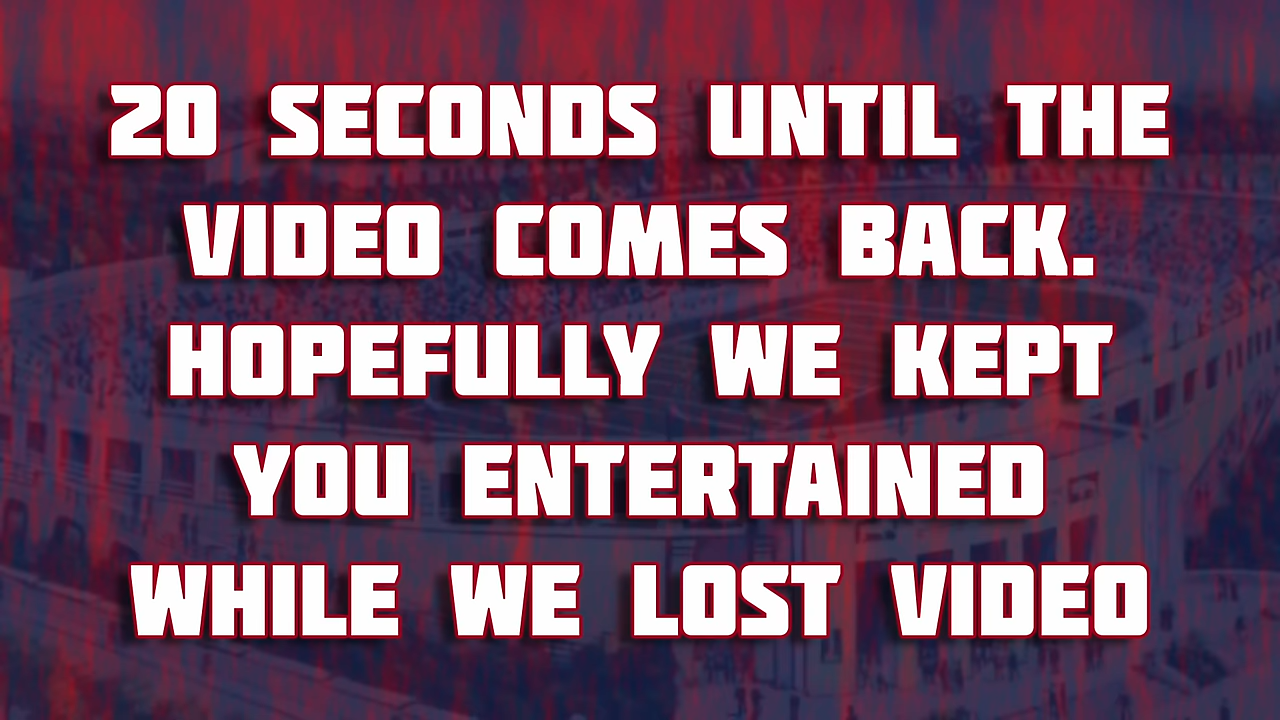 20 SECONDS UNTIL THE
VIDEO COMES BACK.
HOPEFULLY WE KEPT
YOU ENTERTAINED
WHILE WE LOST VIDEO